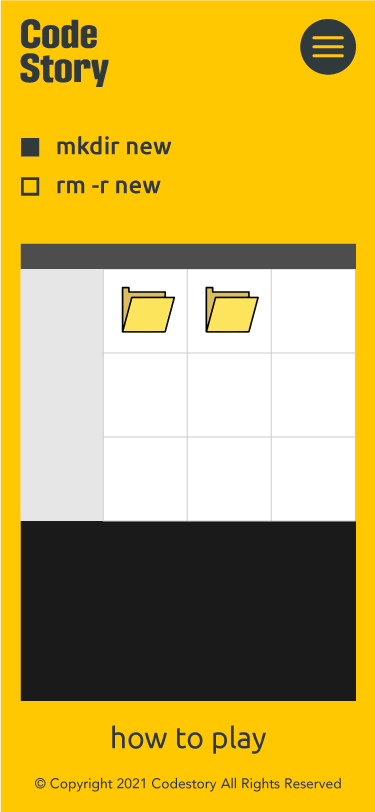 Code
Story
mkdir new
rm -r new
how to play
© Copyright 2021 Codestory All Rights Reserved